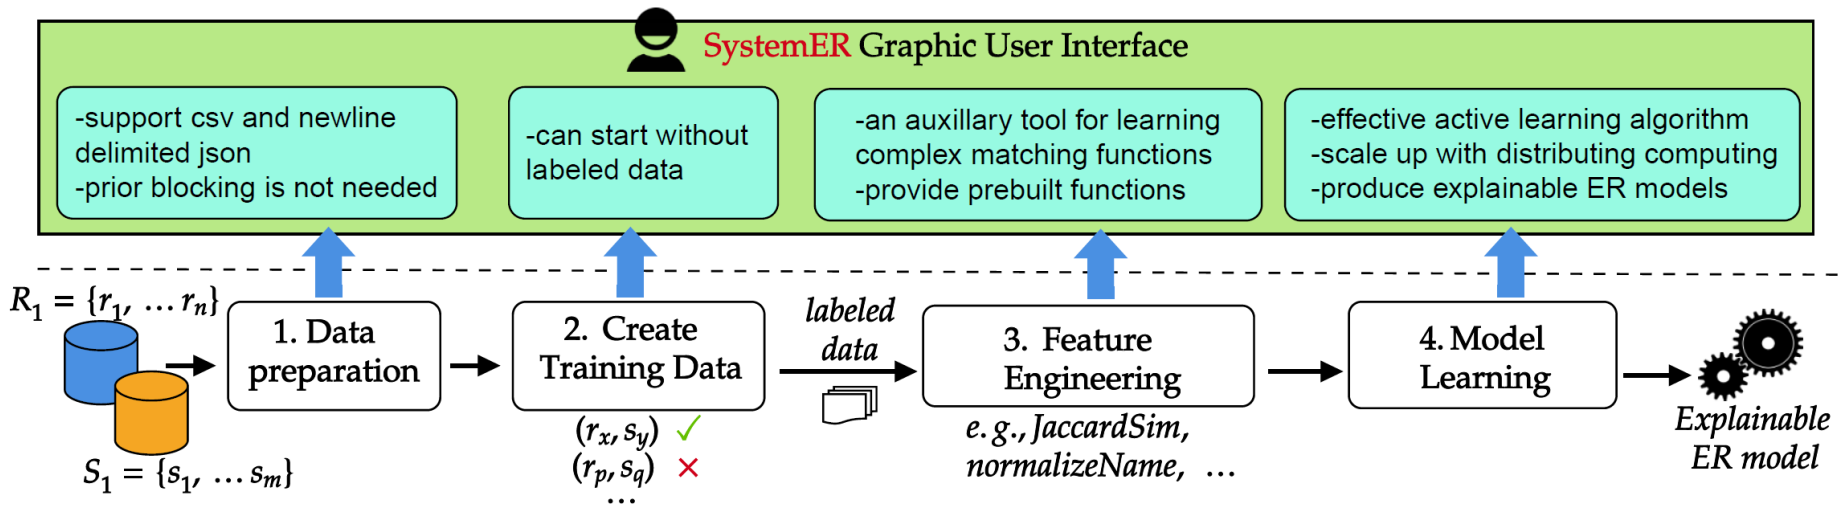 SystemER Graphic User Interface
-support csv and newline
delimited json
-prior blocking is not needed
-can start without
labeled data
-an auxillary tool for learning
complex matching functions
-provide prebuilt functions
-effective active learning algorithm
-scale up with distributing computing
-produce explainable ER models
R₁ = {r₁, … rₙ}
S₁ = {s₁, … sₘ}
1. Data
preparation
2. Create
Training Data
(rₓ, s_y) ✓
(r_p, s_q) ✕
…
labeled
data
3. Feature
Engineering
e.g., JaccardSim,
normalizeName, …
4. Model
Learning
Explainable
ER model